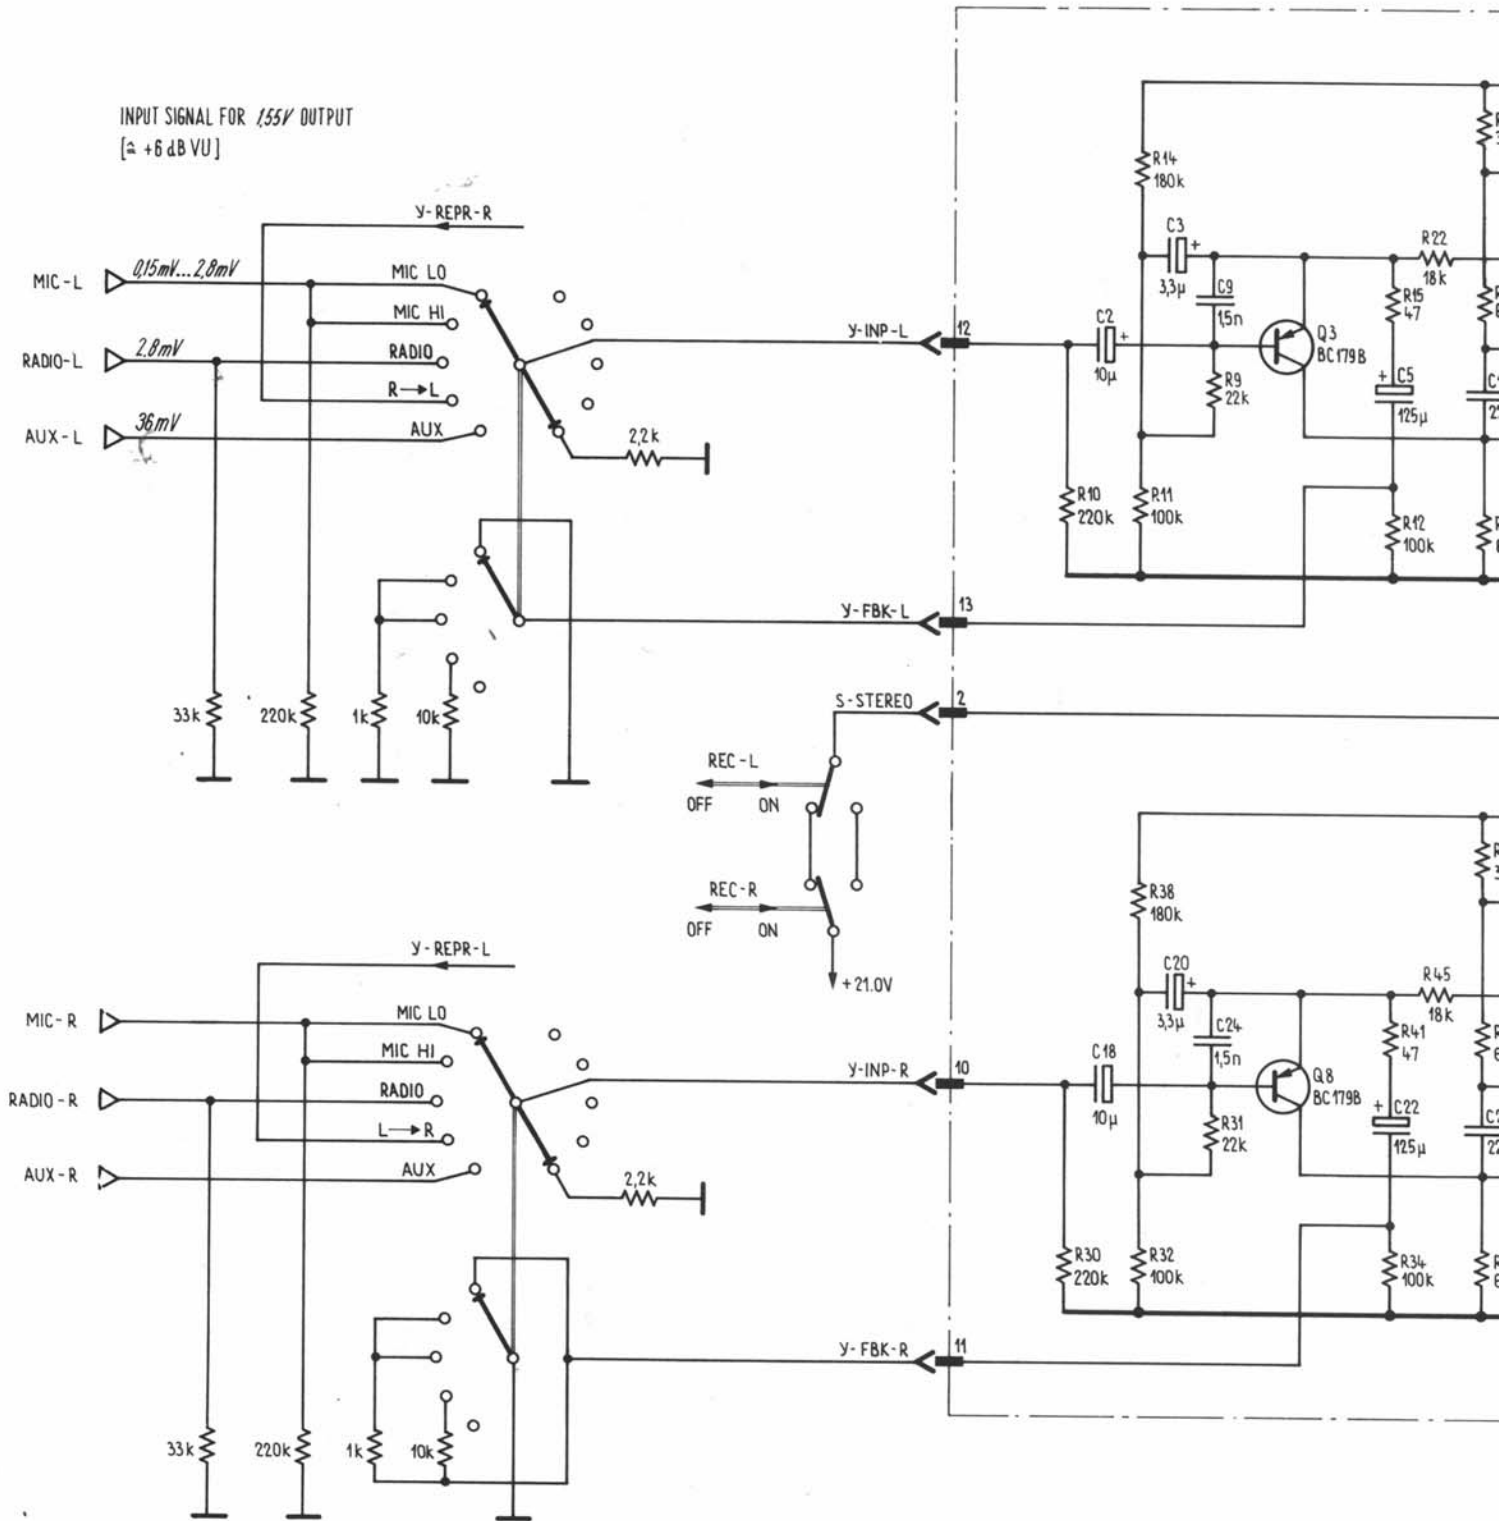 INPUT SIGNAL FOR 1,55V OUTPUT
[≙ +6 dB VU]
Y-REPR-R
MIC-L
0,15mV...2,8mV
MIC LO
MIC HI
RADIO-L
2,8mV
RADIO
R→L
AUX-L
36mV
AUX
2,2k
33k
220k
1k
10k
Y-INP-L
12
Y-FBK-L
13
S-STEREO
2
R14
180k
C3
+
3,3μ
C9
1,5n
C2
+
10μ
R9
22k
Q3
BC179B
R22
18k
R15
47
+
C5
125μ
R10
220k
R11
100k
R12
100k
REC-L
OFF
ON
REC-R
OFF
ON
+21.0V
Y-REPR-L
MIC-R
MIC LO
MIC HI
RADIO-R
RADIO
L→R
AUX-R
AUX
2,2k
33k
220k
1k
10k
Y-INP-R
10
Y-FBK-R
11
R38
180k
C20
+
3,3μ
C24
1,5n
C18
10μ
R31
22k
Q8
BC179B
R45
18k
R41
47
+
C22
125μ
R30
220k
R32
100k
R34
100k